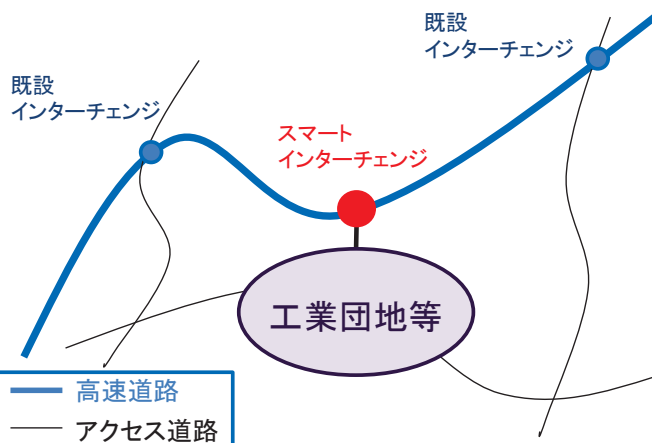 既設
インターチェンジ
既設
インターチェンジ
スマート
インターチェンジ
工業団地等
高速道路
アクセス道路